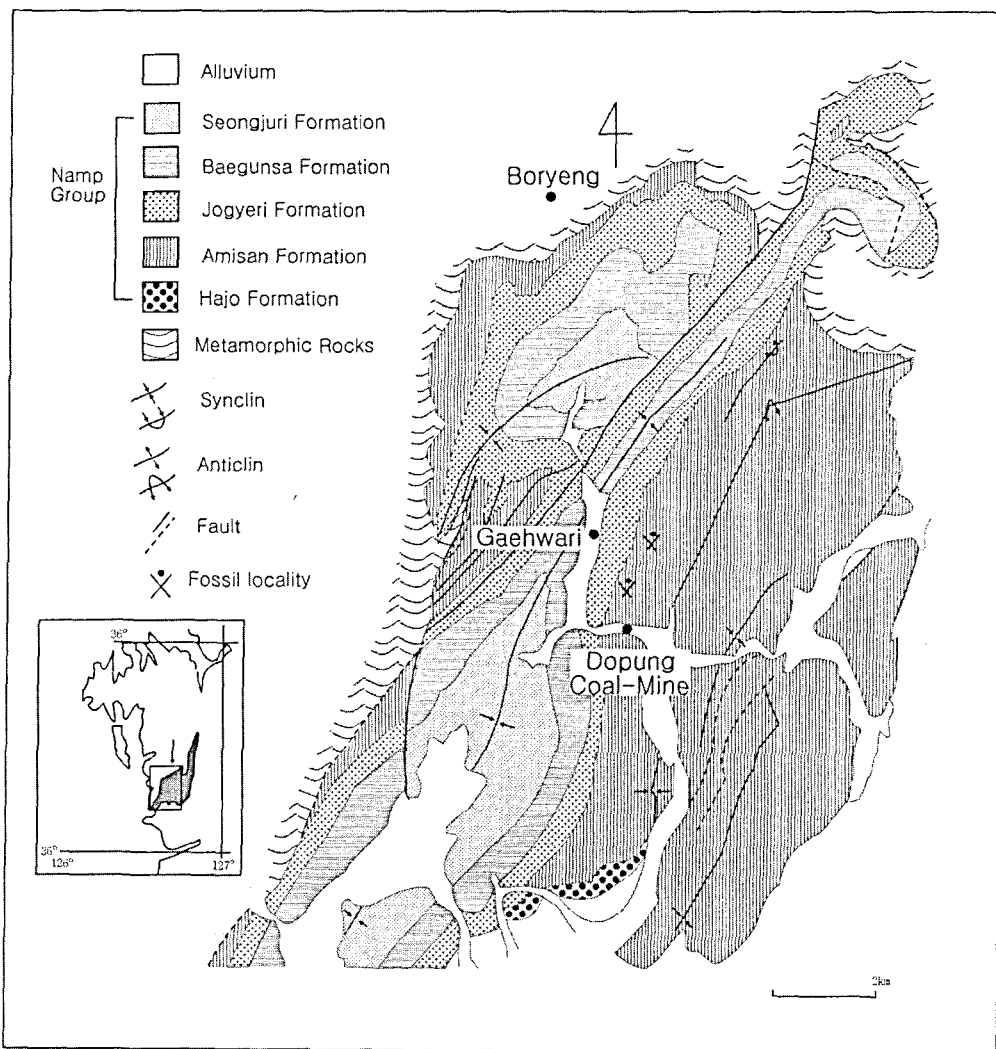 Alluvium
Seongjuri Formation
Baegunsa Formation
Namp
Group
Jogyeri Formation
Amisan Formation
Hajo Formation
Metamorphic Rocks
Synclin
Anticlin
Fault
Fossil locality
Boryeng
Gaehwari
Dopung
Coal-Mine
36°
36°
126°
127°
2km